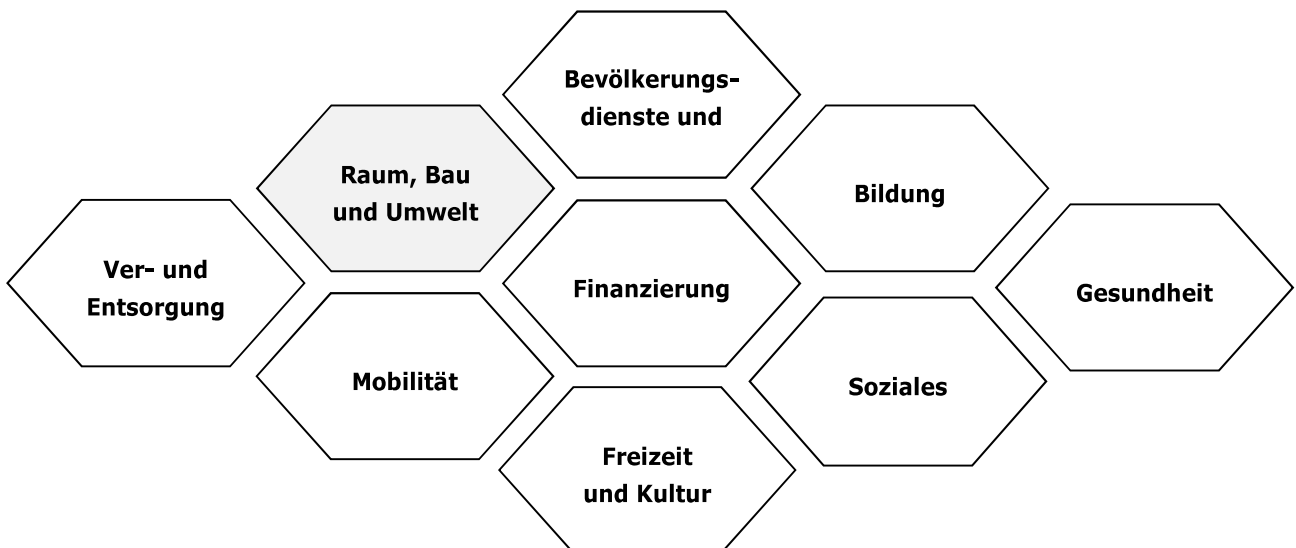 Bevölkerungs-
dienste und
Raum, Bau
und Umwelt
Bildung
Ver- und
Entsorgung
Finanzierung
Gesundheit
Mobilität
Soziales
Freizeit
und Kultur